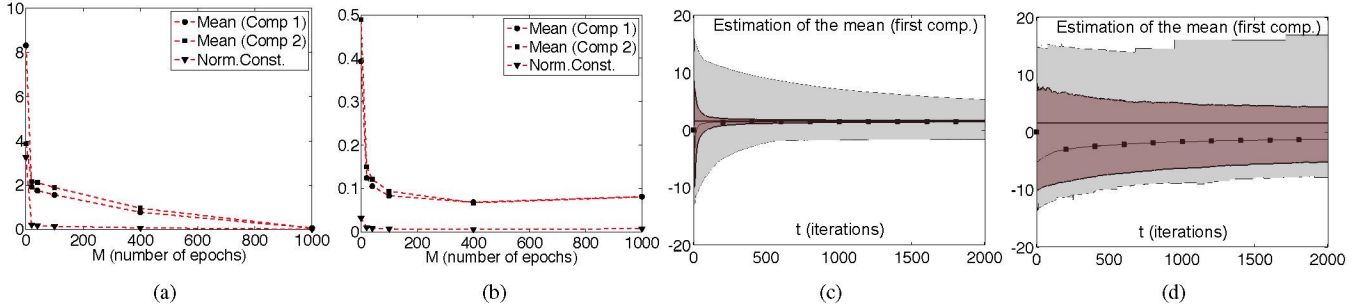 10
8
6
4
2
0
0 200 400 600 800 1000
M (number of epochs)
Mean (Comp 1)
Mean (Comp 2)
Norm.Const.
(a)
0.5
0.4
0.3
0.2
0.1
0
0 200 400 600 800 1000
M (number of epochs)
Mean (Comp 1)
Mean (Comp 2)
Norm.Const.
(b)
20
10
0
-10
-20
0 500 1000 1500 2000
Estimation of the mean (first comp.)
t (iterations)
(c)
20
10
0
-10
-20
0 500 1000 1500 2000
Estimation of the mean (first comp.)
t (iterations)
(d)